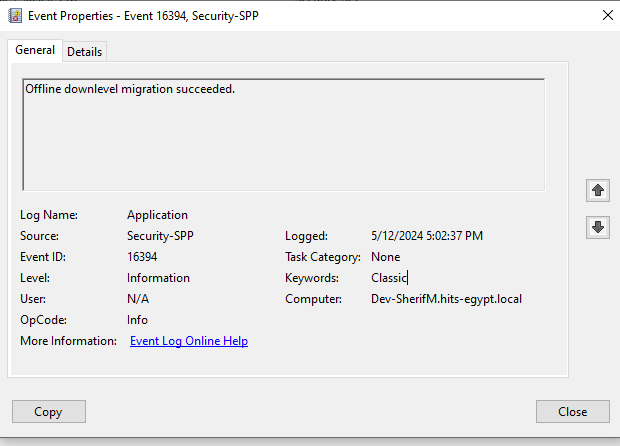 Event Properties - Event 16394, Security-SPP
General Details
Offline downlevel migration succeeded.
Log Name: Application
Source: Security-SPP Logged: 5/12/2024 5:02:37 PM
Event ID: 16394 Task Category: None
Level: Information Keywords: Classic
User: N/A Computer: Dev-SherifM.hits-egypt.local
OpCode: Info
More Information: Event Log Online Help
Copy Close